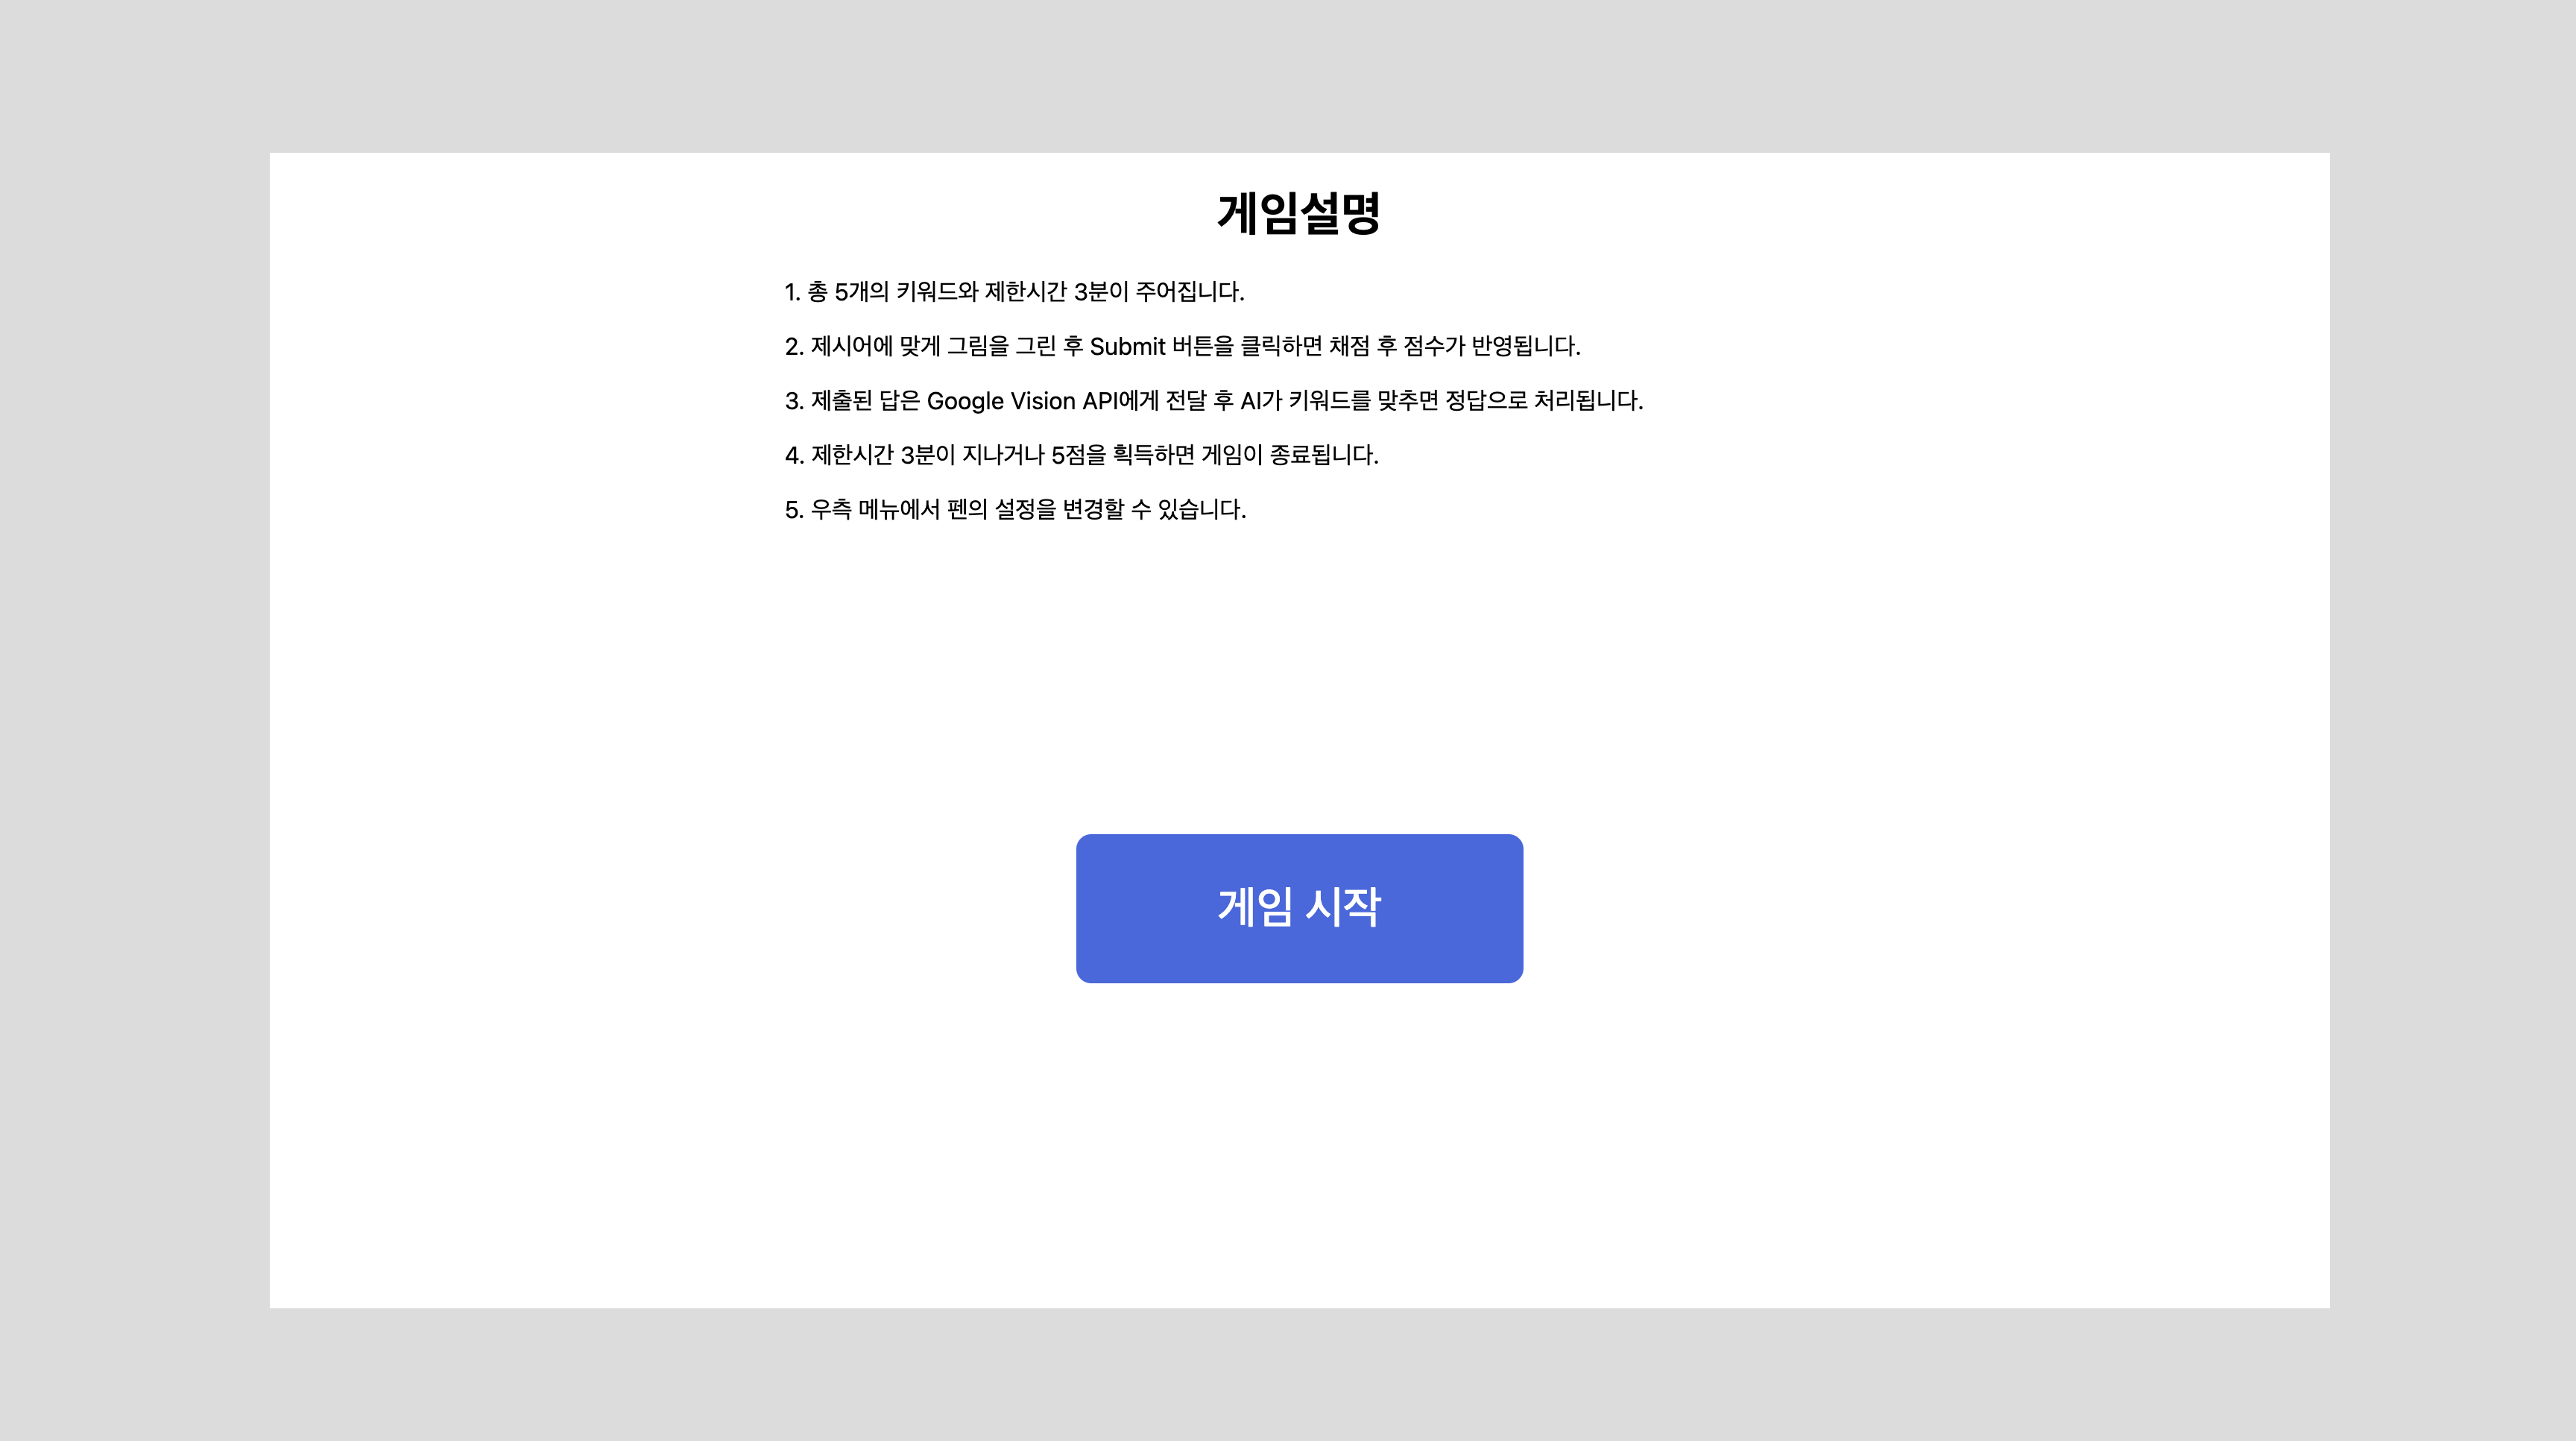 게임설명
1. 총 5개의 키워드와 제한시간 3분이 주어집니다.
2. 제시어에 맞게 그림을 그린 후 Submit 버튼을 클릭하면 채점 후 점수가 반영됩니다.
3. 제출된 답은 Google Vision API에게 전달 후 AI가 키워드를 맞추면 정답으로 처리됩니다.
4. 제한시간 3분이 지나거나 5점을 획득하면 게임이 종료됩니다.
5. 우측 메뉴에서 펜의 설정을 변경할 수 있습니다.
게임 시작